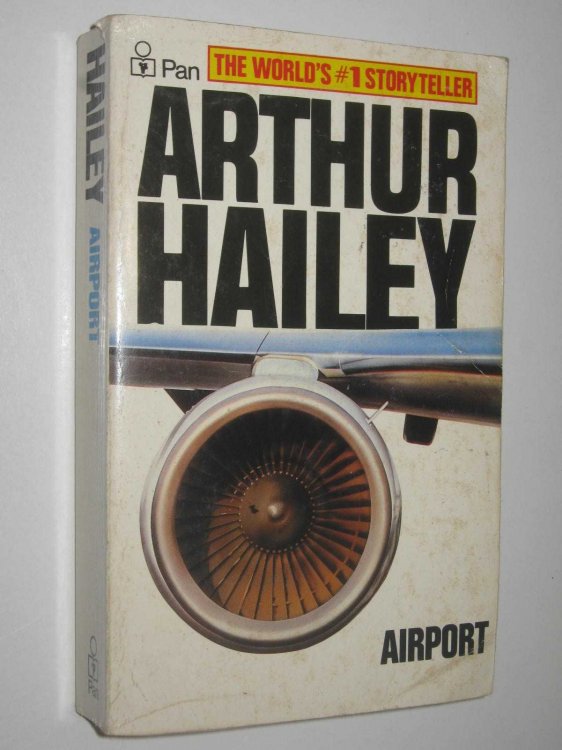 Pan
THE WORLD'S #1 STORYTELLER
ARTHUR
HAILEY
AIRPORT
HAILEY AIRPORT